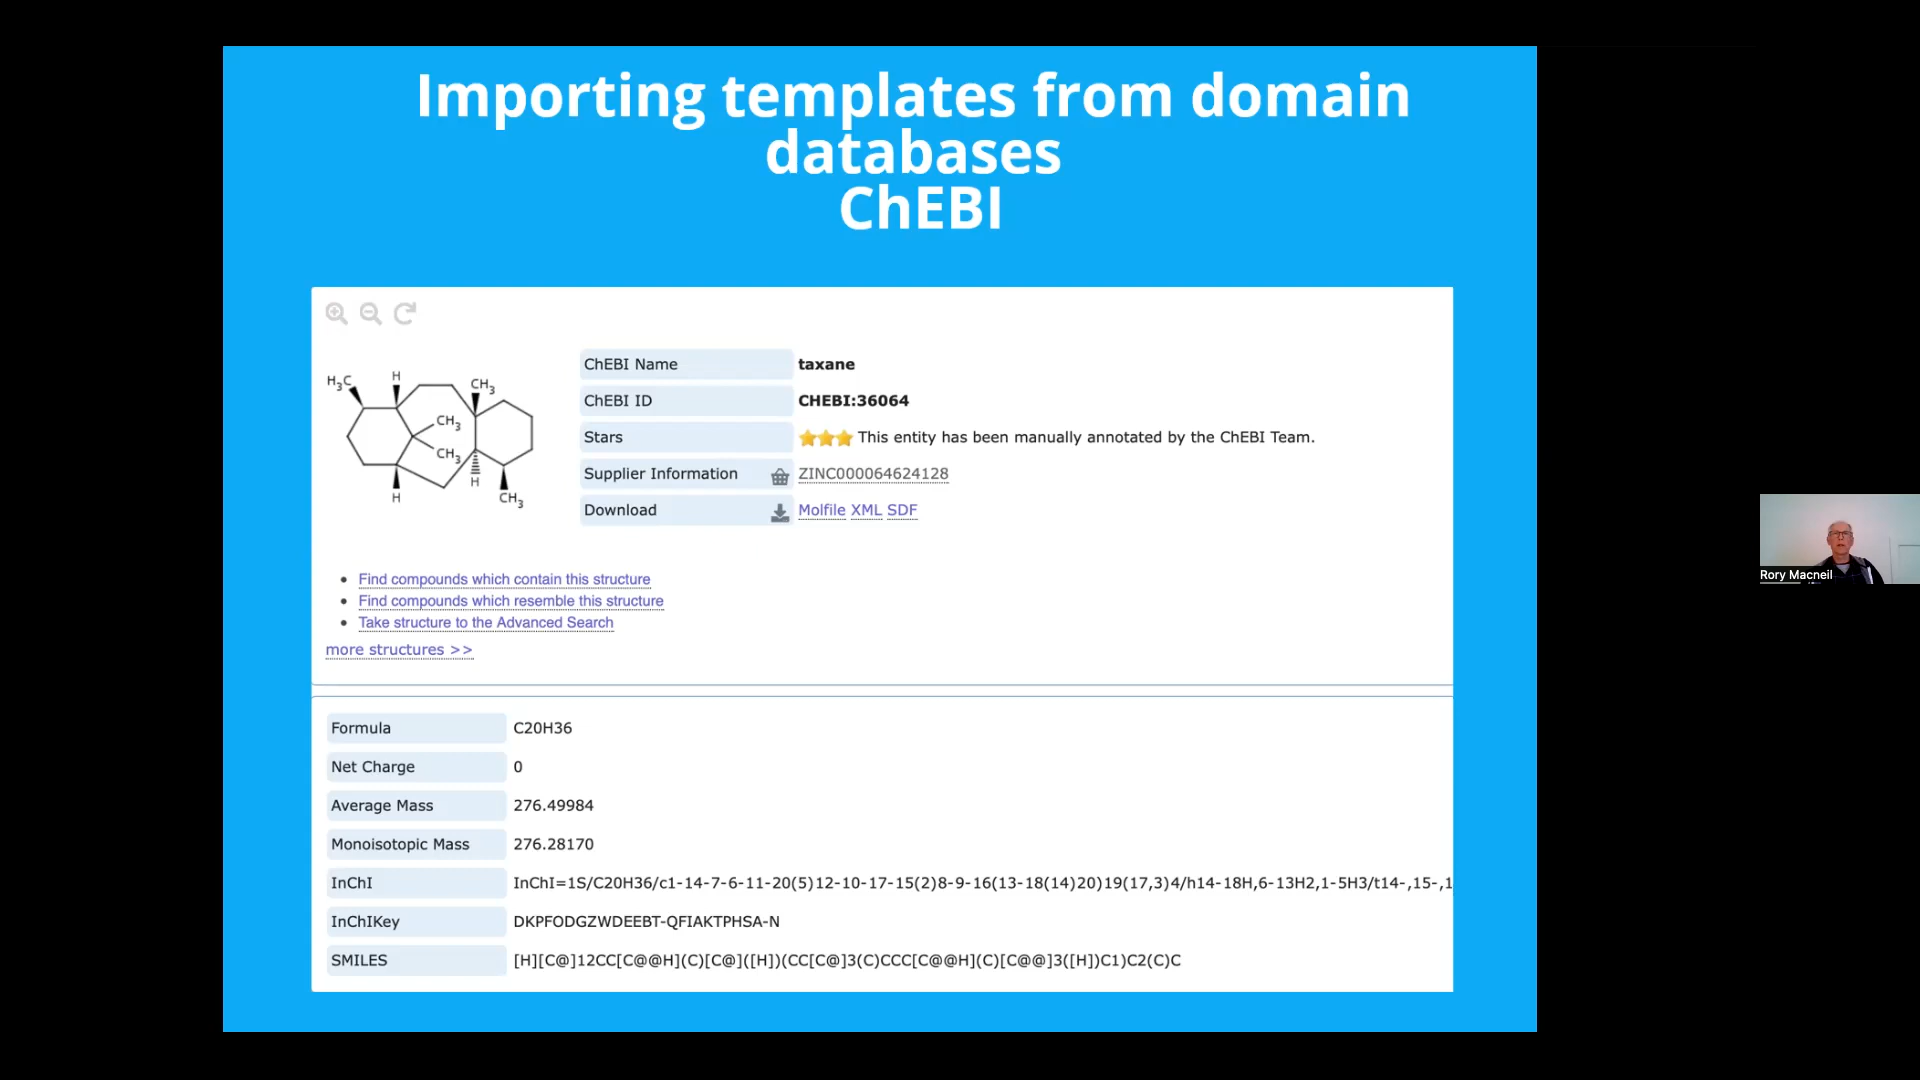 Importing templates from domain
databases
ChEBI
H3C
H
CH3
CH3
CH3
H
H
CH3
ChEBI Name taxane
ChEBI ID CHEBI:36064
Stars This entity has been manually annotated by the ChEBI Team.
Supplier Information ZINC000064624128
Download Molfile XML SDF
Find compounds which contain this structure
Find compounds which resemble this structure
Take structure to the Advanced Search
more structures >>
Formula C20H36
Net Charge 0
Average Mass 276.49984
Monoisotopic Mass 276.28170
InChI InChI=1S/C20H36/c1-14-7-6-11-20(5)12-10-17-15(2)8-9-16(13-18(14)20)19(17,3)4/h14-18H,6-13H2,1-5H3/t14-,15-,1
InChIKey DKPFODGZWDEEBT-QFIAKTPHSA-N
SMILES [H][C@]12CC[C@@H](C)[C@]([H])(CC[C@]3(C)CCC[C@@H](C)[C@@]3([H])C1)C2(C)C
Rory Macneil